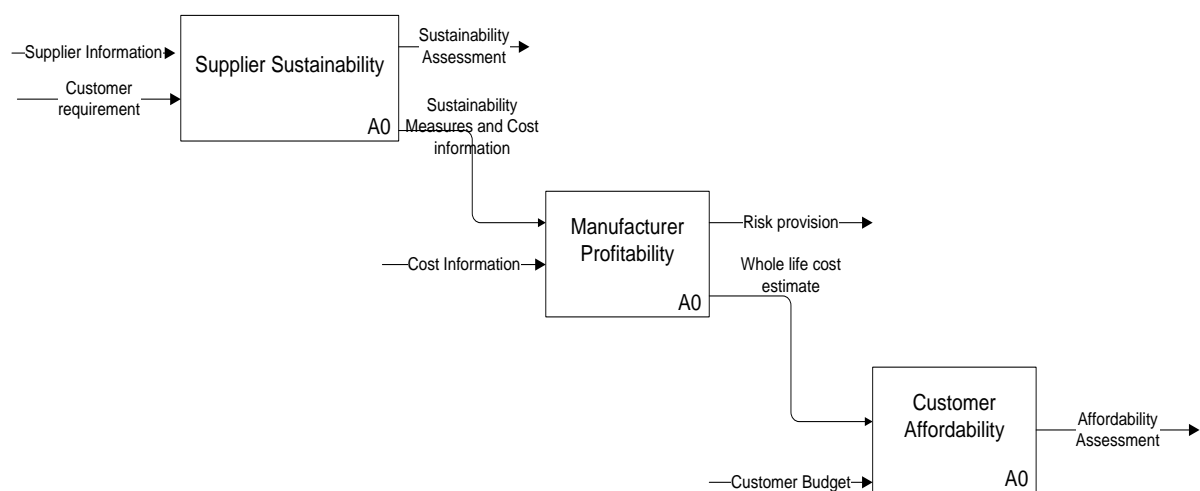 Supplier Information
Customer
requirement
Supplier Sustainability
A0
Sustainability
Assessment
Sustainability
Measures and Cost
information
Cost Information
Manufacturer
Profitability
A0
Risk provision
Whole life cost
estimate
Customer Budget
Customer
Affordability
A0
Affordability
Assessment